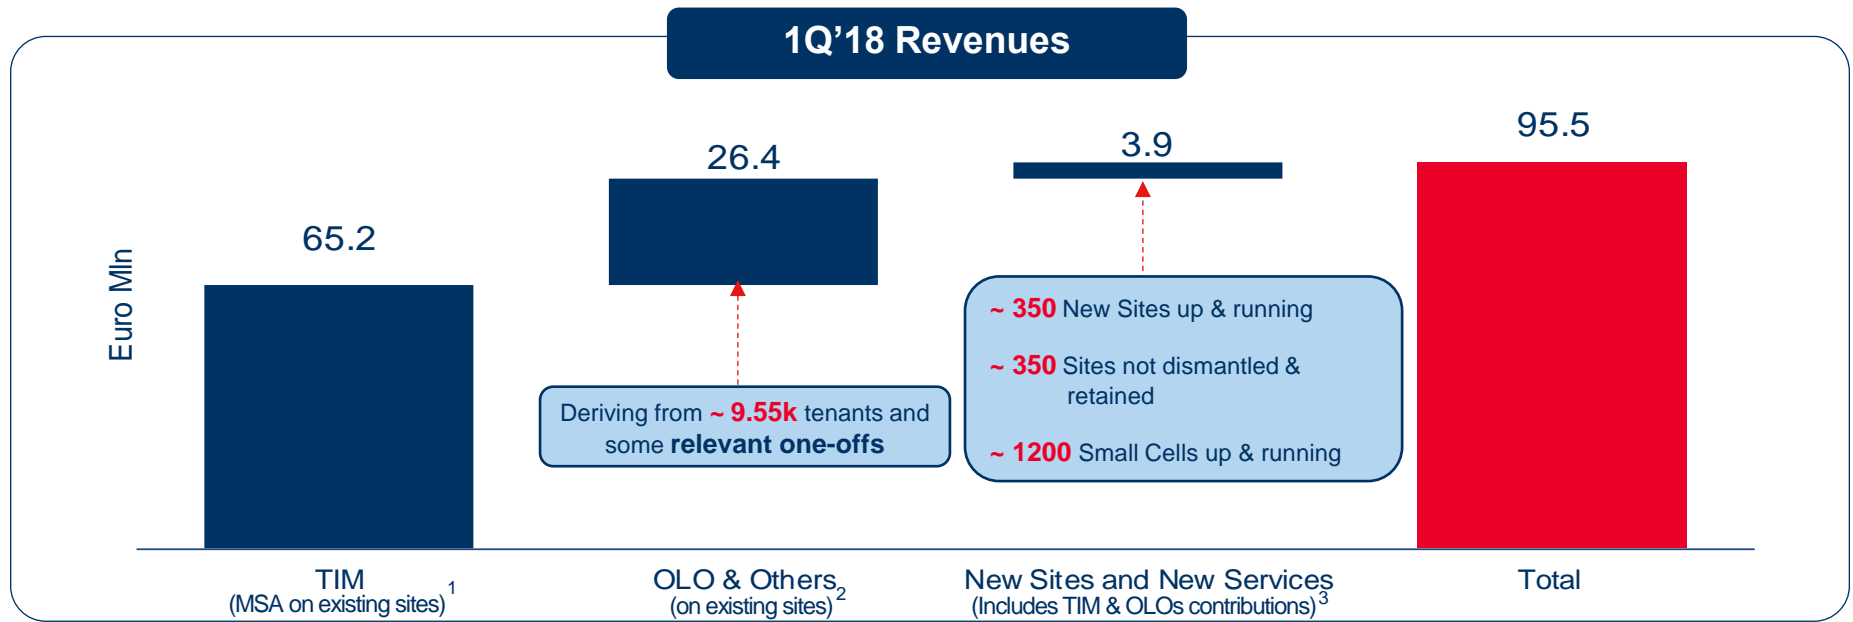 1Q’18 Revenues
Euro Mln
65.2
26.4
3.9
95.5
Deriving from ~ 9.55k tenants and
some relevant one-offs
~ 350 New Sites up & running
~ 350 Sites not dismantled &
retained
~ 1200 Small Cells up & running
TIM
(MSA on existing sites) 1
OLO & Others
(on existing sites) 2
New Sites and New Services
(Includes TIM & OLOs contributions) 3
Total